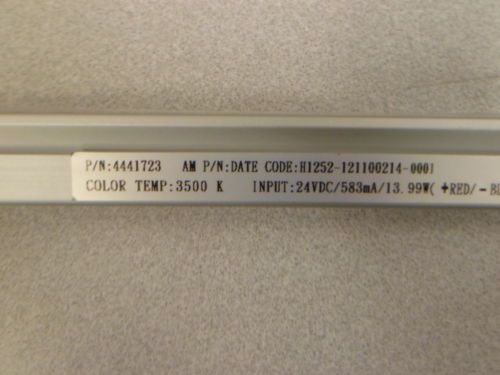 P/N:4441723 AM P/N:DATE CODE:H1252-121100214-0001
COLOR TEMP:3500 K INPUT:24VDC/583mA/13.99W( +RED/-